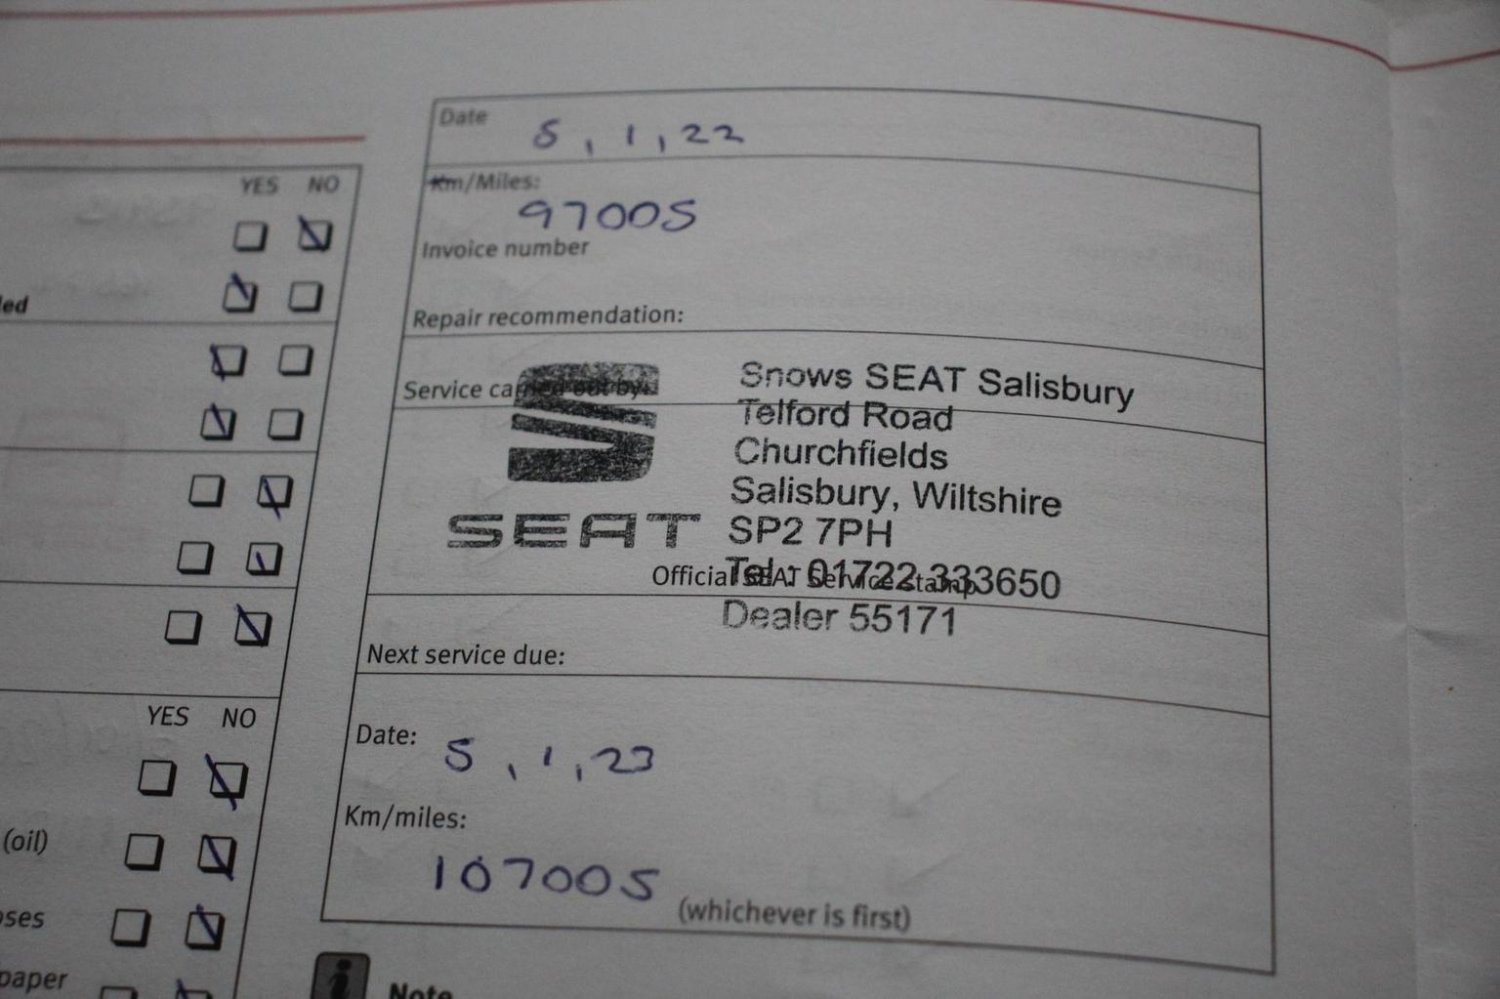 YES NO
led
YES NO
(oil)
oses
paper
Date 5, 1, 22
Km/Miles:
97005
Invoice number
Repair recommendation:
Service carried out by:
SEAT
Snows SEAT Salisbury
Telford Road
Churchfields
Salisbury, Wiltshire
SP2 7PH
Tel : 01722 333650
Official SEAT Service stamp
Dealer 55171
Next service due:
Date: 5, 1, 23
Km/miles:
107005
(whichever is first)
i Note